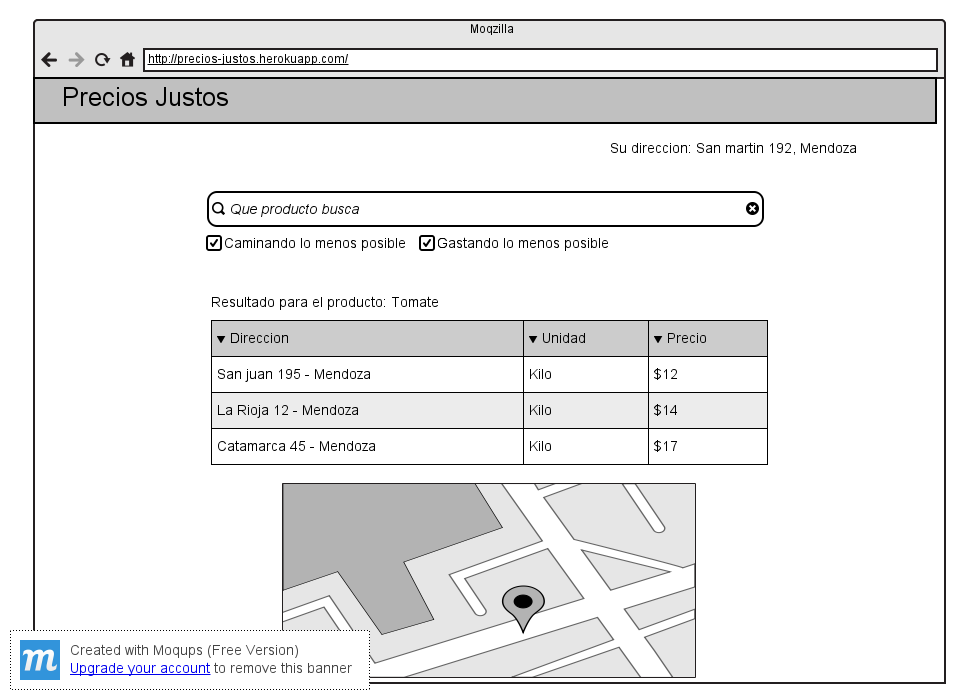 Moqzilla
http://precios-justos.herokuapp.com/
Precios Justos
Su direccion: San martin 192, Mendoza
Que producto busca
Caminando lo menos posible Gastando lo menos posible
Resultado para el producto: Tomate
Direccion Unidad Precio
San juan 195 - Mendoza Kilo $12
La Rioja 12 - Mendoza Kilo $14
Catamarca 45 - Mendoza Kilo $17
m
Created with Moqups (Free Version)
Upgrade your account to remove this banner